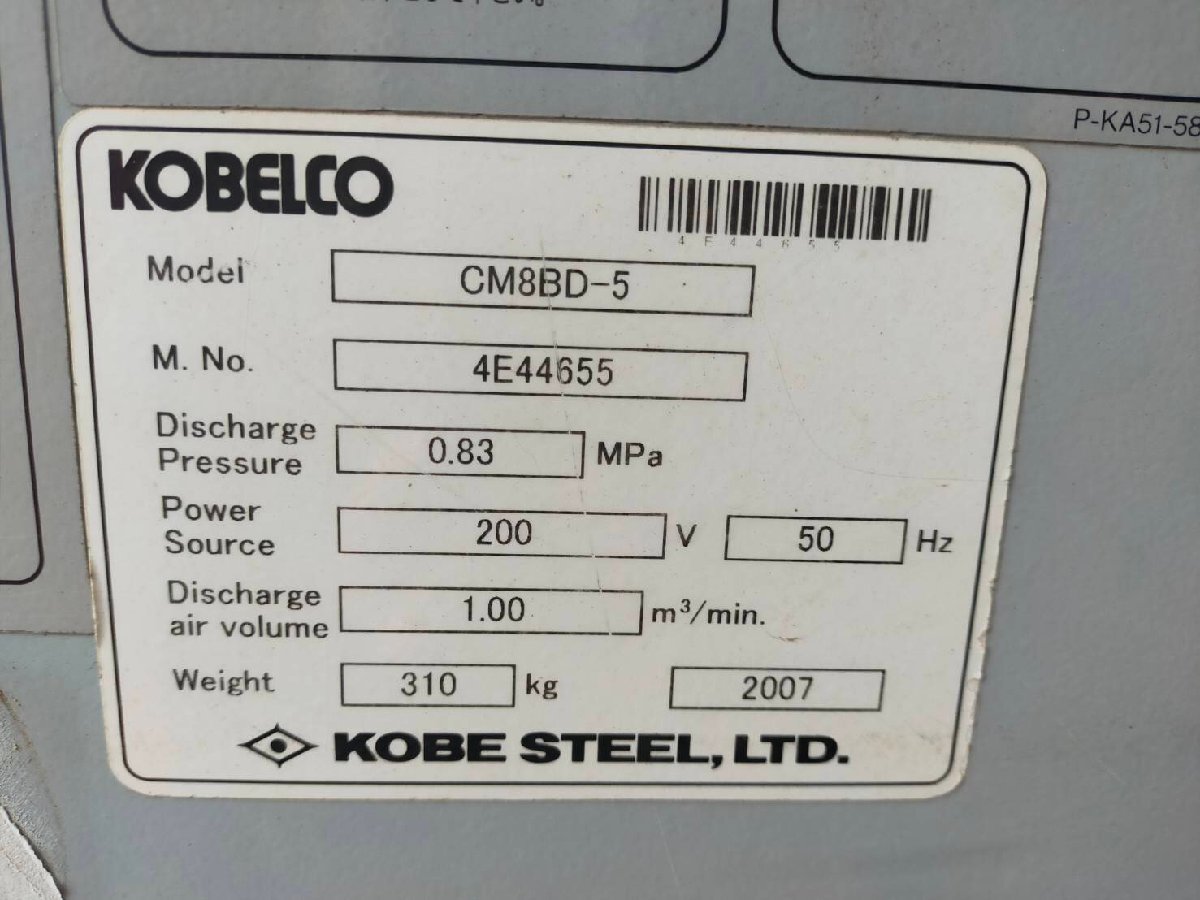 P-KA51-58
KOBELCO
4E44655
Model CM8BD-5
M. No. 4E44655
Discharge
Pressure 0.83 MPa
Power
Source 200 V 50 Hz
Discharge
air volume 1.00 m³/min.
Weight 310 kg 2007
KOBE STEEL, LTD.